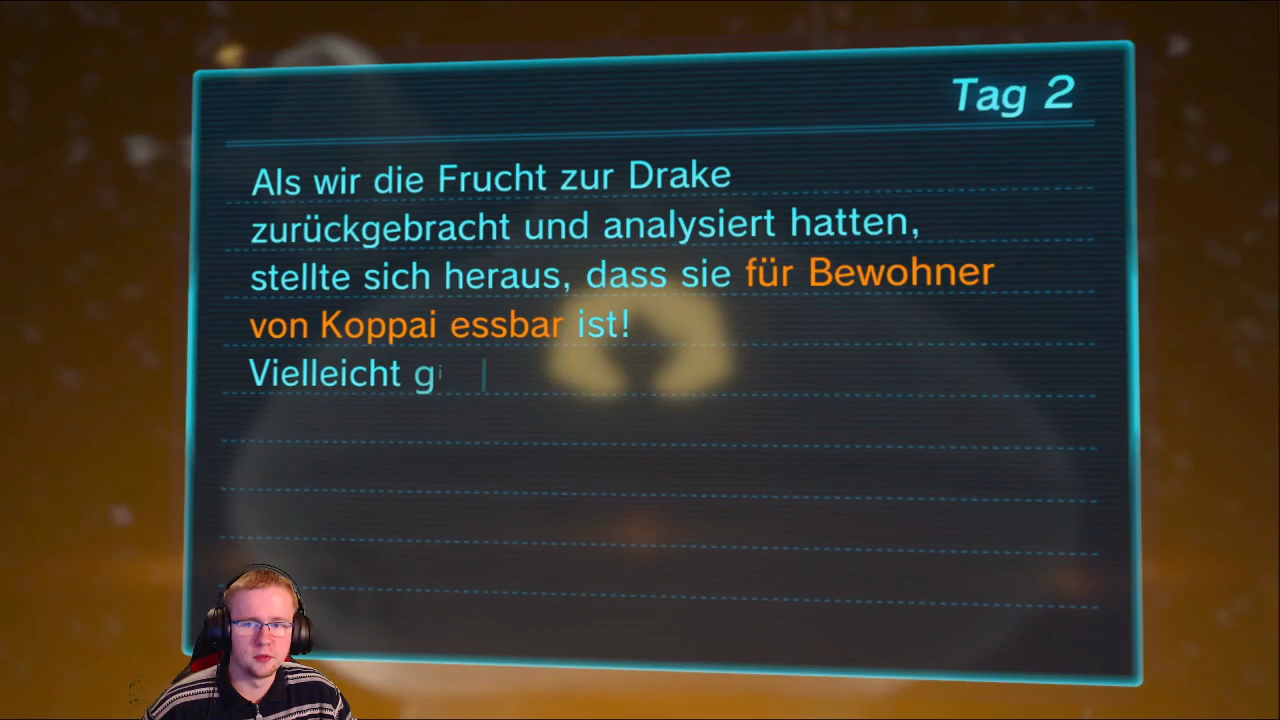 Tag 2
Als wir die Frucht zur Drake
zurückgebracht und analysiert hatten,
stellte sich heraus, dass sie für Bewohner
von Koppai essbar ist!
Vielleicht gi